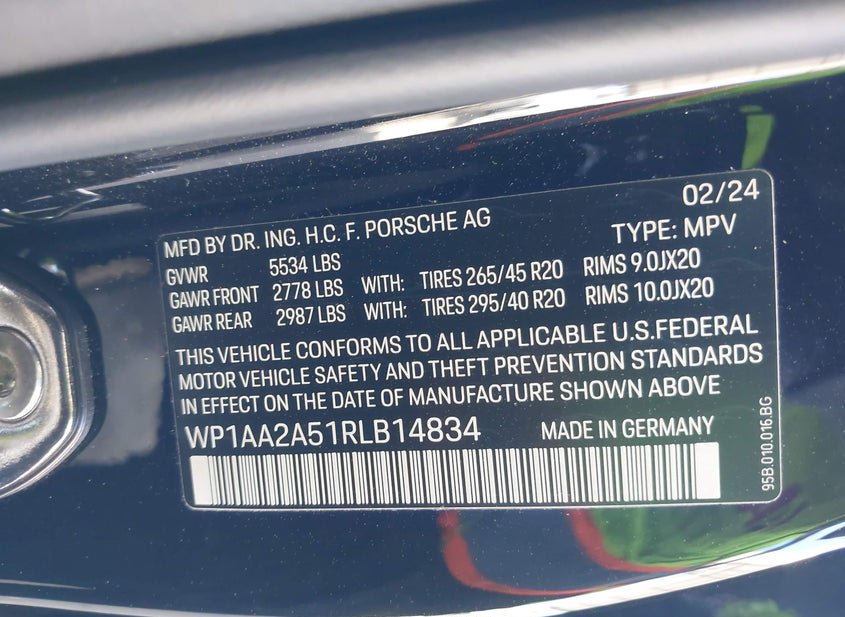 02/24
MFD BY DR. ING. H.C. F. PORSCHE AG TYPE: MPV
GVWR 5534 LBS
GAWR FRONT 2778 LBS WITH: TIRES 265/45 R20 RIMS 9.0JX20
GAWR REAR 2987 LBS WITH: TIRES 295/40 R20 RIMS 10.0JX20
THIS VEHICLE CONFORMS TO ALL APPLICABLE U.S.FEDERAL
MOTOR VEHICLE SAFETY AND THEFT PREVENTION STANDARDS
IN EFFECT ON THE DATE OF MANUFACTURE SHOWN ABOVE
WP1AA2A51RLB14834 MADE IN GERMANY
95B.010.016.BG